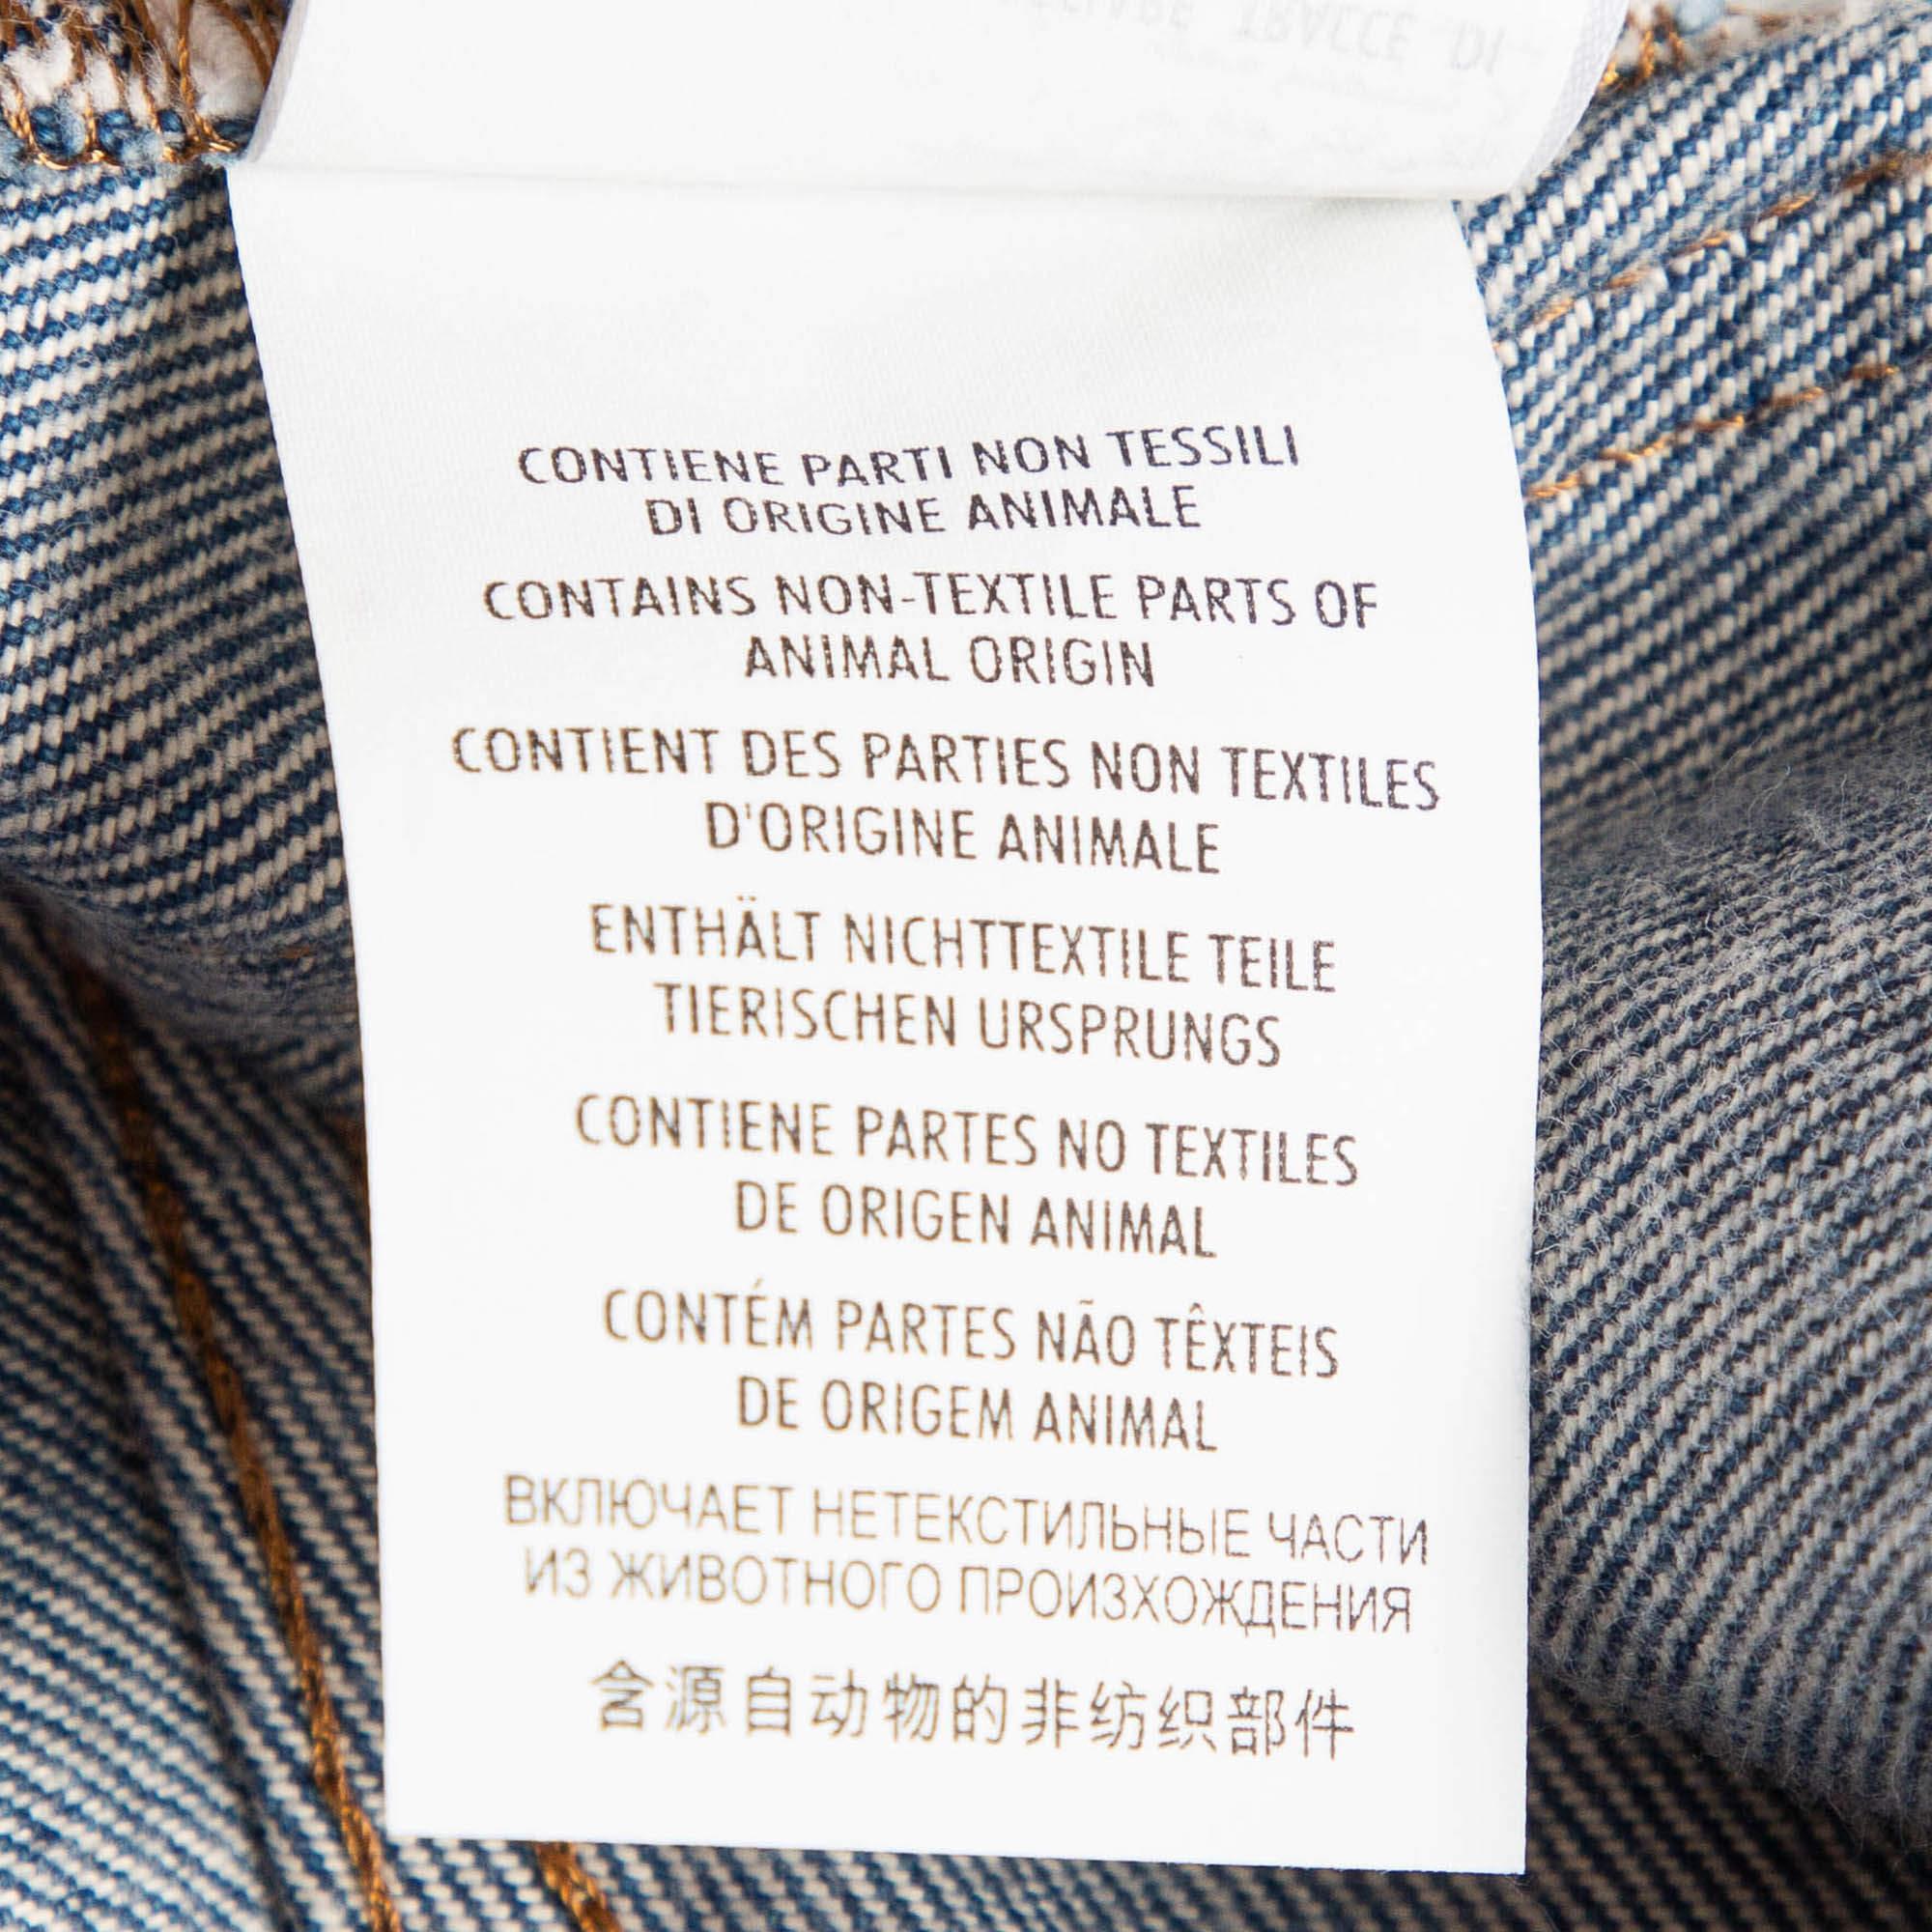 TRACCE DI
CONTIENE PARTI NON TESSILI
DI ORIGINE ANIMALE
CONTAINS NON-TEXTILE PARTS OF
ANIMAL ORIGIN
CONTIENT DES PARTIES NON TEXTILES
D'ORIGINE ANIMALE
ENTHÄLT NICHTTEXTILE TEILE
TIERISCHEN URSPRUNGS
CONTIENE PARTES NO TEXTILES
DE ORIGEN ANIMAL
CONTÉM PARTES NÃO TÊXTEIS
DE ORIGEM ANIMAL
ВКЛЮЧАЕТ НЕТЕКСТИЛЬНЫЕ ЧАСТИ
ИЗ ЖИВОТНОГО ПРОИЗХОЖДЕНИЯ
含源自动物的非纺织部件